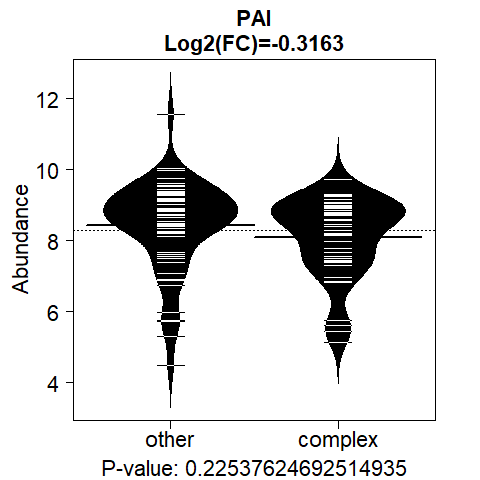 PAI
Log2(FC)=-0.3163
12
10
8
6
4
Abundance
other complex
P-value: 0.22537624692514935